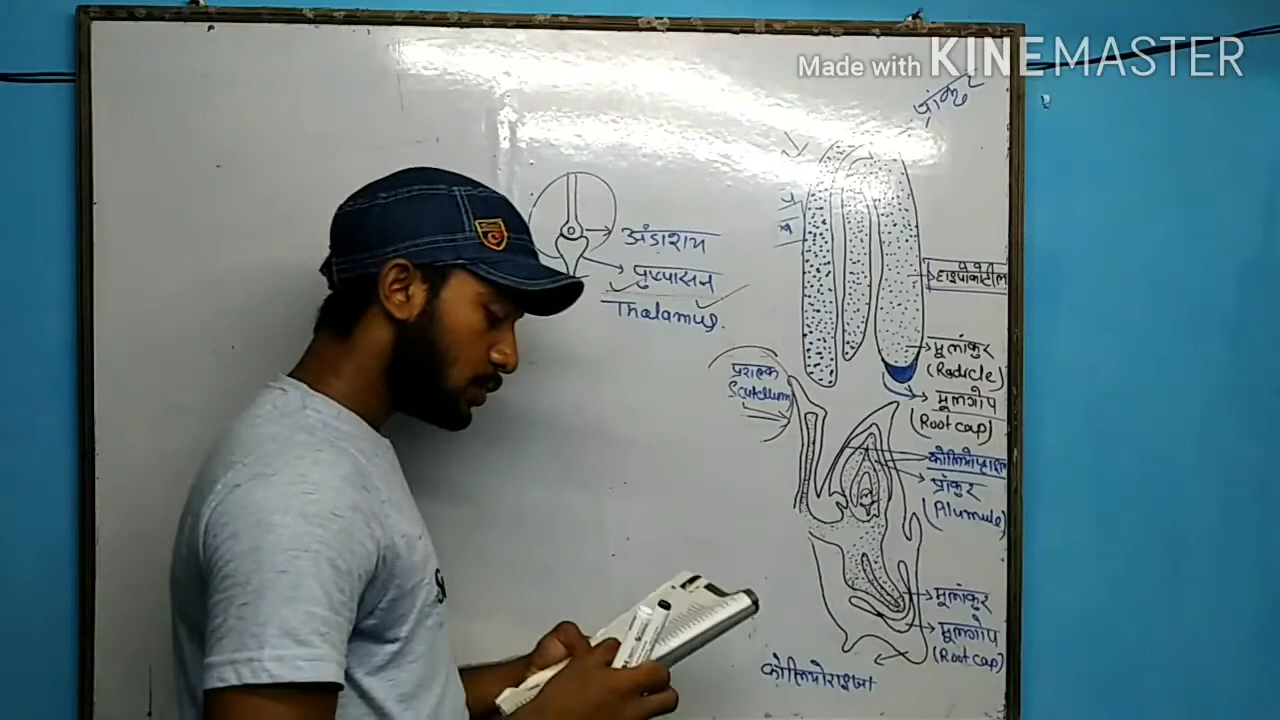 Made with KINEMASTER
प्रांकुर
अंडाशय
पुष्पासन
Thalamus.
हाइपोकोटील
मूलांकुर
(Radicle)
मूलगोप
(Root cap)
प्रशल्क
Scutellum
प्रांकुर
(Plumule)
मूलांकुर
मूलगोप
(Root cap)
कोलियोराइजा